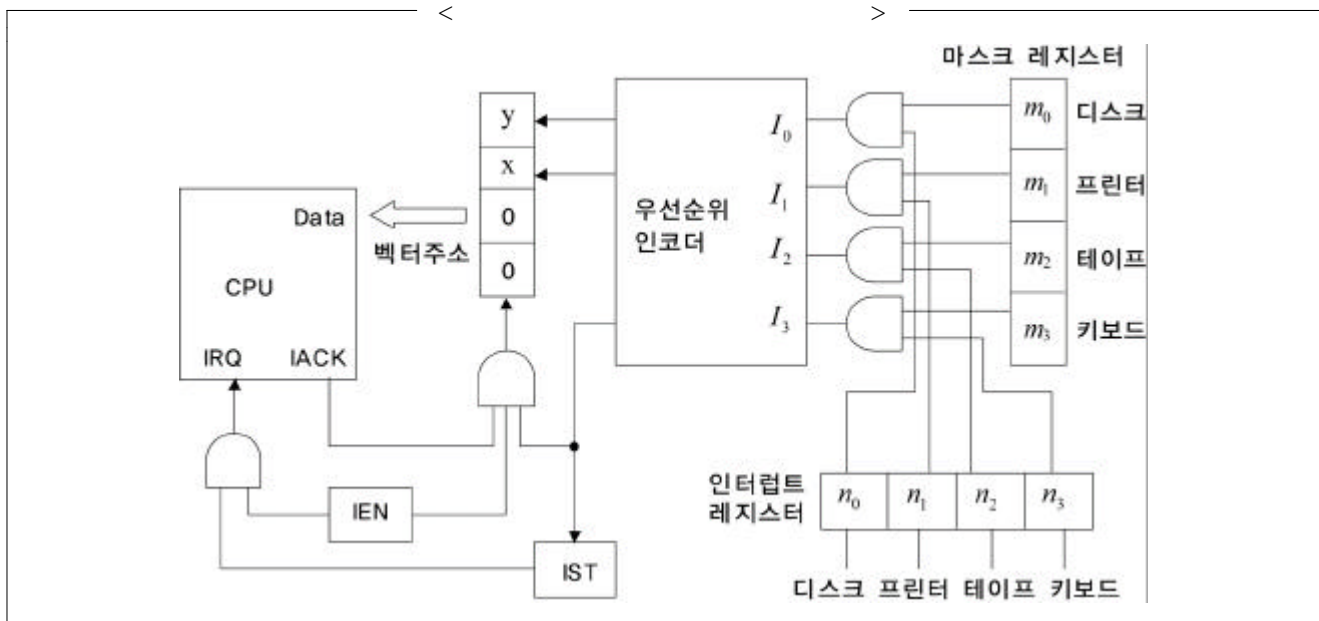 < >
마스크 레지스터
y
x
0
0
벡터주소
Data
CPU
IRQ IACK
우선순위
인코더
I₀
I₁
I₂
I₃
m₀ 디스크
m₁ 프린터
m₂ 테이프
m₃ 키보드
IEN
IST
인터럽트
레지스터
n₀ n₁ n₂ n₃
디스크 프린터 테이프 키보드